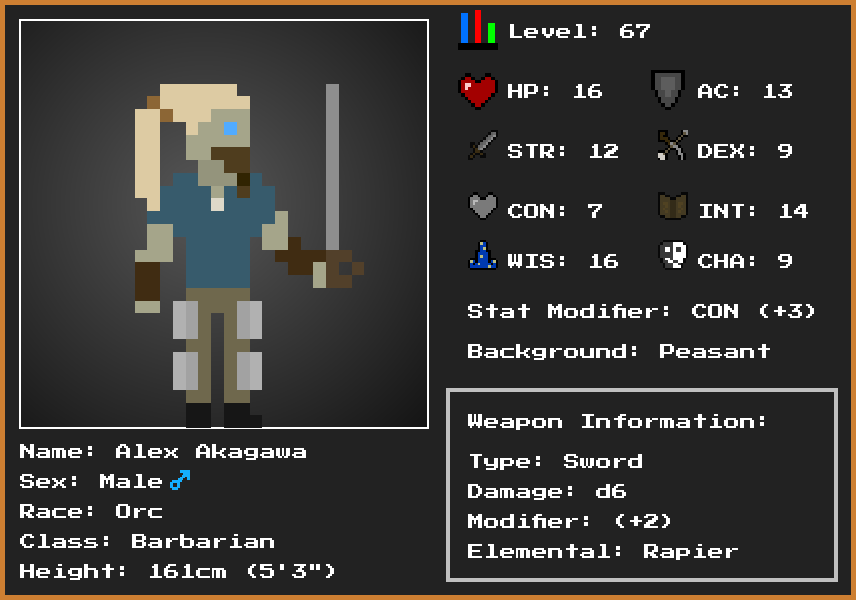 Level: 67
HP: 16
AC: 13
STR: 12
DEX: 9
CON: 7
INT: 14
WIS: 16
CHA: 9
Stat Modifier: CON (+3)
Background: Peasant
Weapon Information:
Type: Sword
Damage: d6
Modifier: (+2)
Elemental: Rapier
Name: Alex Akagawa
Sex: Male ♂
Race: Orc
Class: Barbarian
Height: 161cm (5'3")